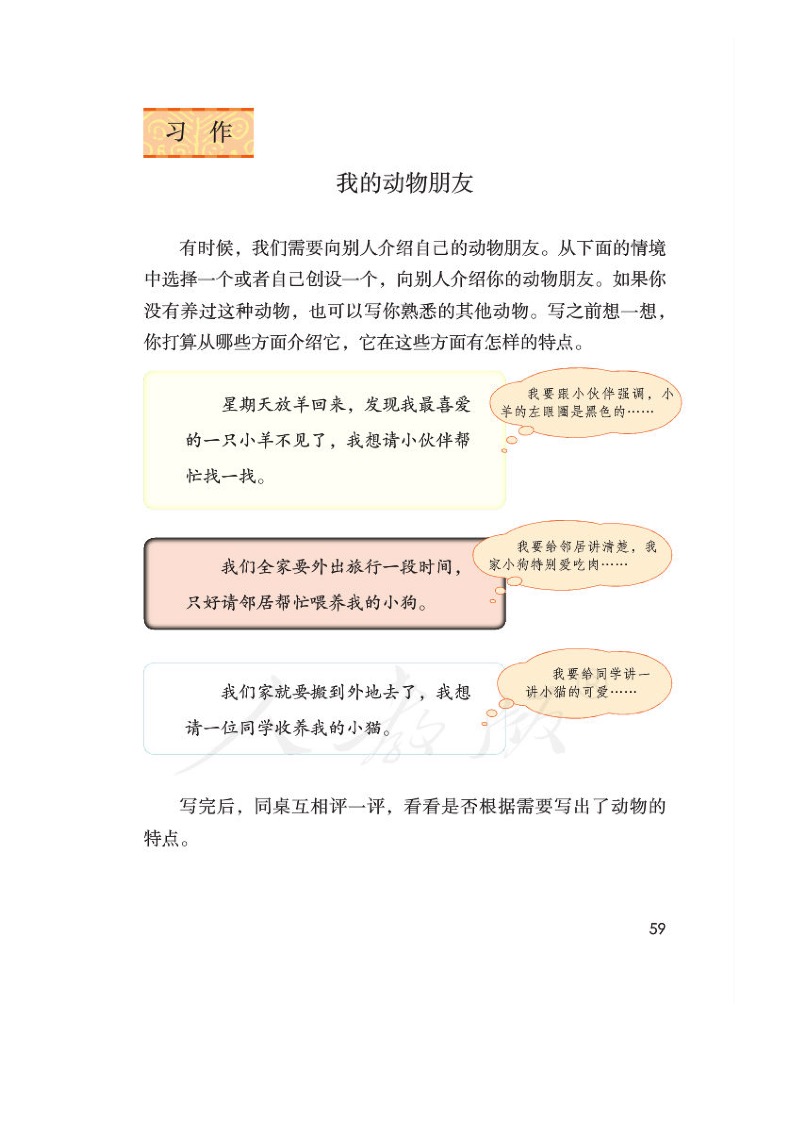 习 作
我的动物朋友
有时候，我们需要向别人介绍自己的动物朋友。从下面的情境
中选择一个或者自己创设一个，向别人介绍你的动物朋友。如果你
没有养过这种动物，也可以写你熟悉的其他动物。写之前想一想，
你打算从哪些方面介绍它，它在这些方面有怎样的特点。
星期天放羊回来，发现我最喜爱
的一只小羊不见了，我想请小伙伴帮
忙找一找。
我要跟小伙伴强调，小
羊的左眼圈是黑色的……
我们全家要外出旅行一段时间，
只好请邻居帮忙喂养我的小狗。
我要给邻居讲清楚，我
家小狗特别爱吃肉……
我们家就要搬到外地去了，我想
请一位同学收养我的小猫。
我要给同学讲一
讲小猫的可爱……
人教版
写完后，同桌互相评一评，看看是否根据需要写出了动物的
特点。
59